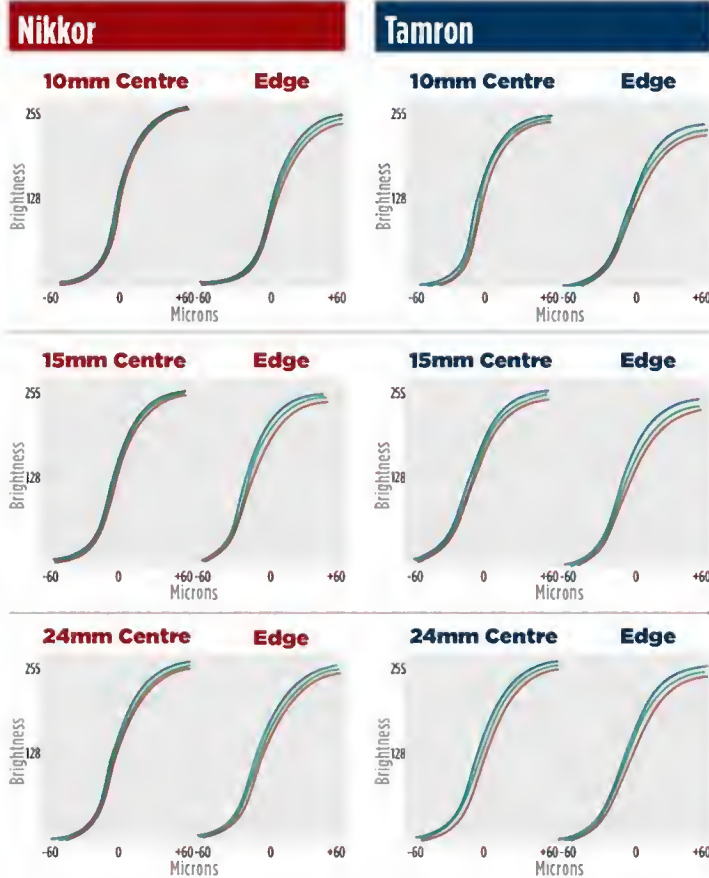 Nikkor Tamron
10mm Centre Edge 10mm Centre Edge
255 255
Brightness Brightness
128 128
-60 0 +60 -60 0 +60 -60 0 +60 -60 0 +60
Microns Microns
15mm Centre Edge 15mm Centre Edge
255 255
Brightness Brightness
128 128
-60 0 +60 -60 0 +60 -60 0 +60 -60 0 +60
Microns Microns
24mm Centre Edge 24mm Centre Edge
255 255
Brightness Brightness
128 128
-60 0 +60 -60 0 +60 -60 0 +60 -60 0 +60
Microns Microns